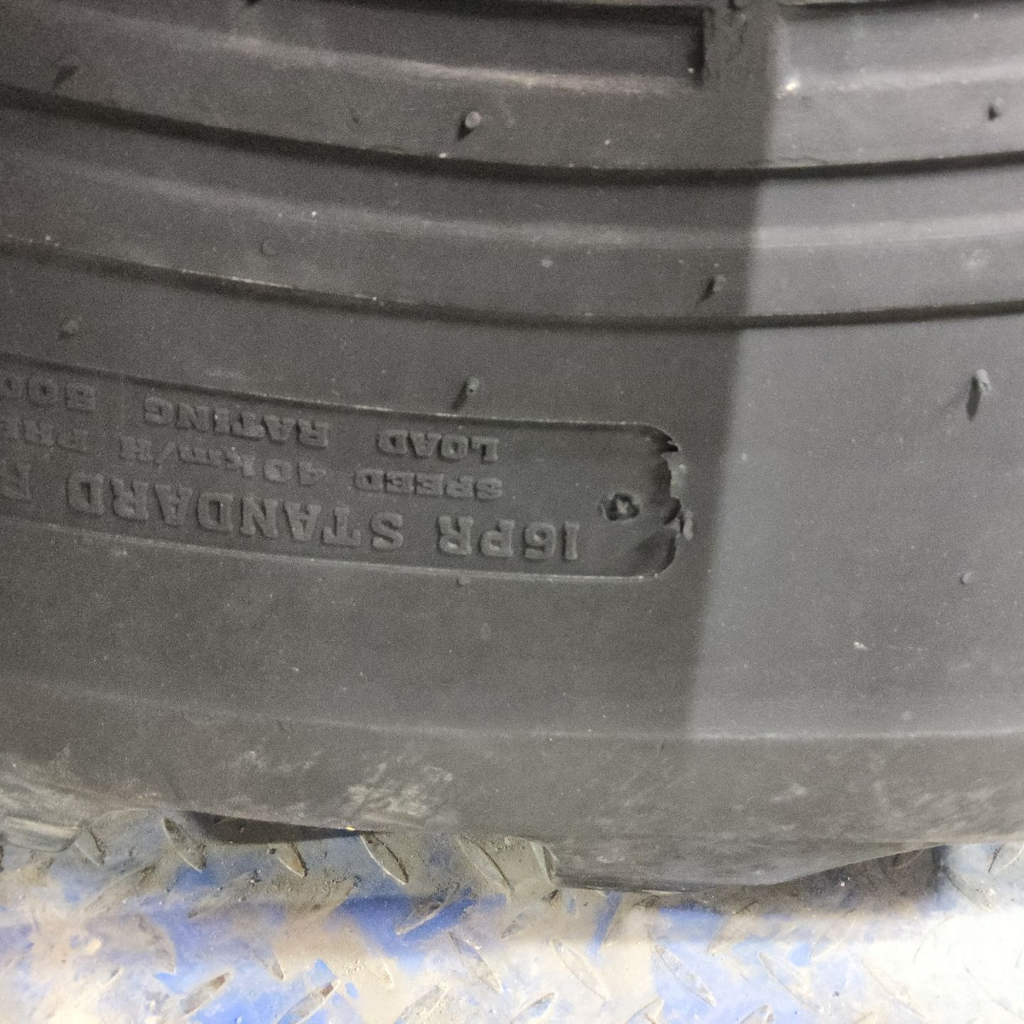 16PR STANDARD
SPEED 40km/H
LOAD RATING